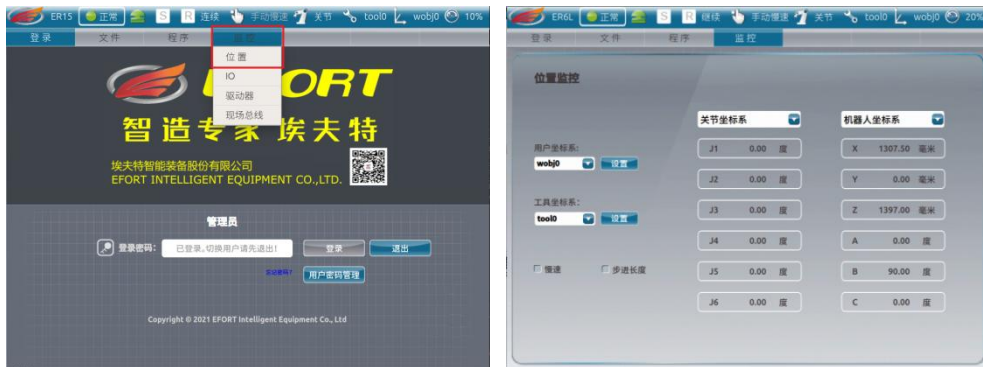 ER15 正常 S R 连续 手动慢速 关节 tool0 wobj0 10%
登录 文件 程序 监控
位置
IO
驱动器
现场总线
EFORT
智造专家 埃夫特
埃夫特智能装备股份有限公司
EFORT INTELLIGENT EQUIPMENT CO.,LTD.
管理员
登录密码： 已登录,切换用户请先退出！ 登录 退出
忘记密码? 用户密码管理
Copyright © 2021 EFORT Intelligent Equipment Co., Ltd
ER6L 正常 S R 继续 手动慢速 关节 tool0 wobj0 20%
登录 文件 程序 监控
位置监控
关节坐标系 机器人坐标系
用户坐标系：
wobj0 设置
工具坐标系：
tool0 设置
慢速 步进长度
J1 0.00 度 X 1307.50 毫米
J2 0.00 度 Y 0.00 毫米
J3 0.00 度 Z 1397.00 毫米
J4 0.00 度 A 0.00 度
J5 0.00 度 B 90.00 度
J6 0.00 度 C 0.00 度